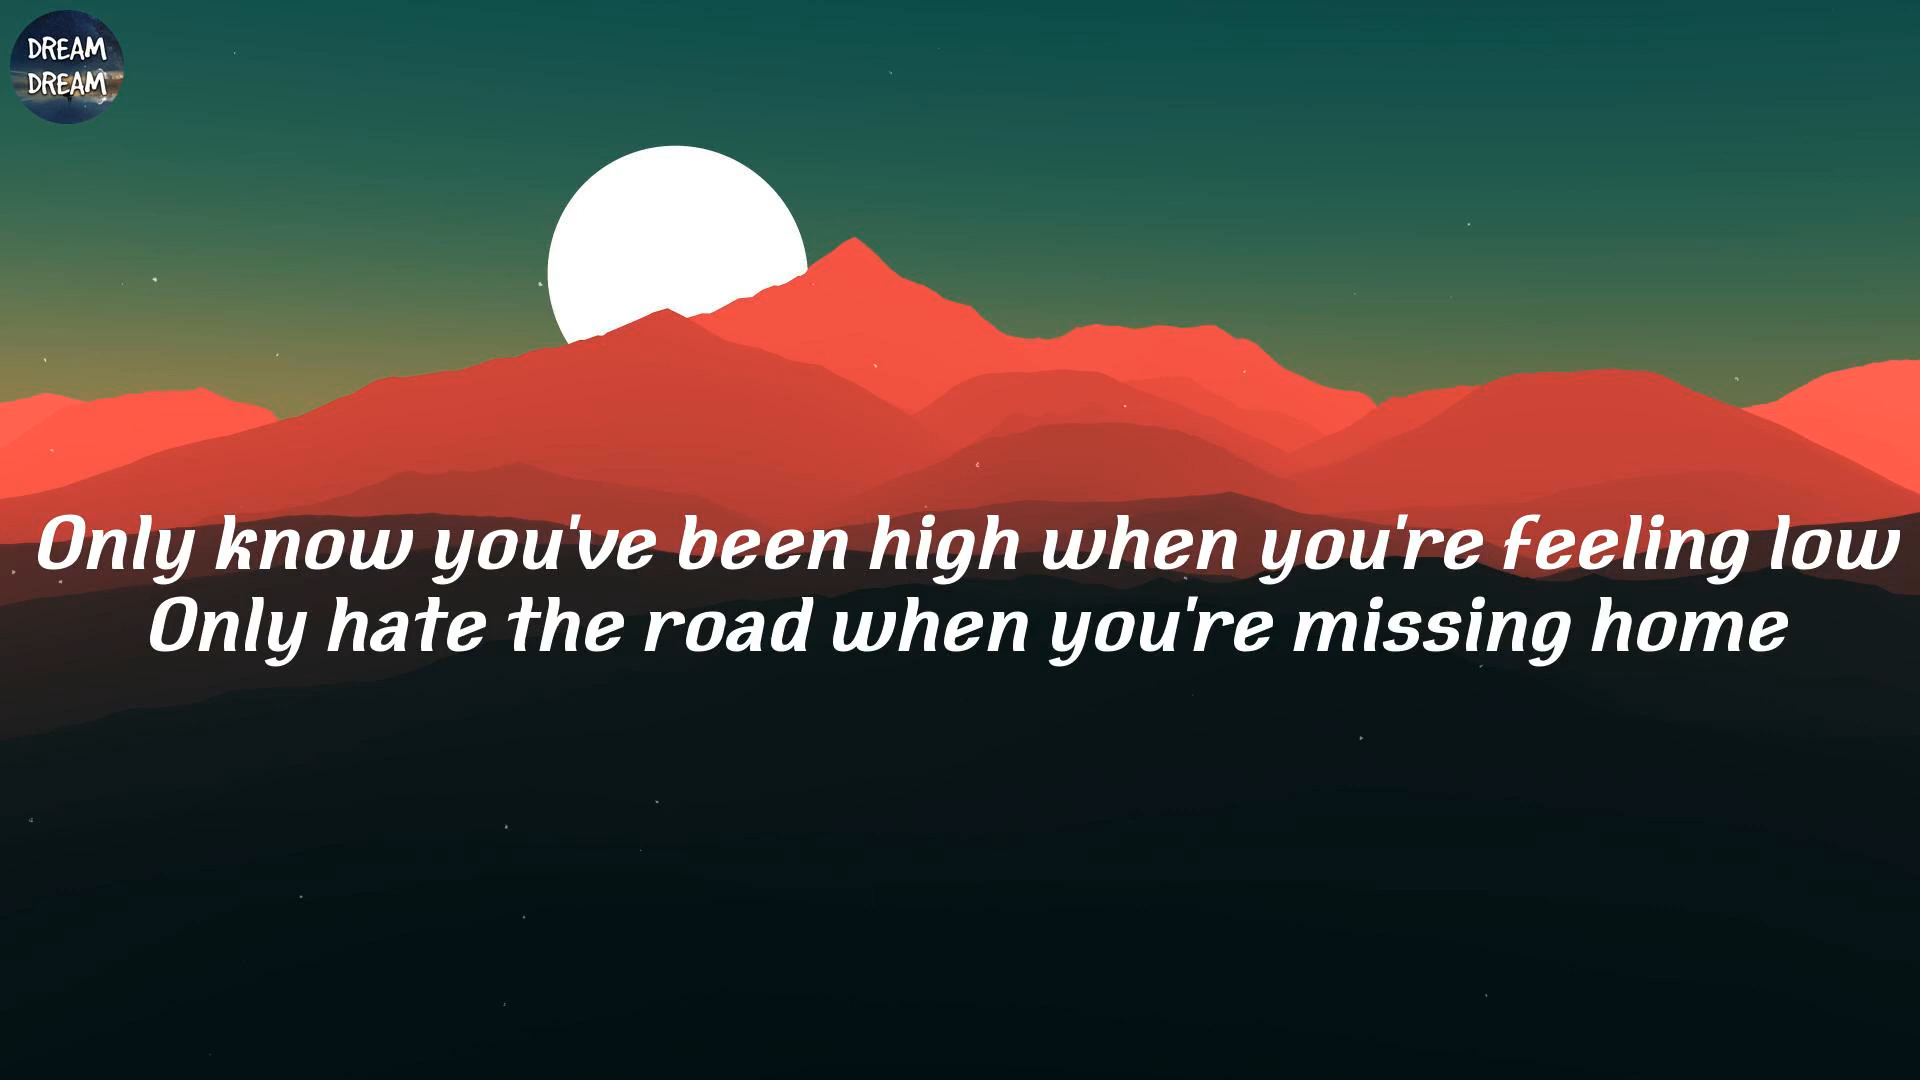 DREAM
DREAM
Only know you've been high when you're feeling low
Only hate the road when you're missing home